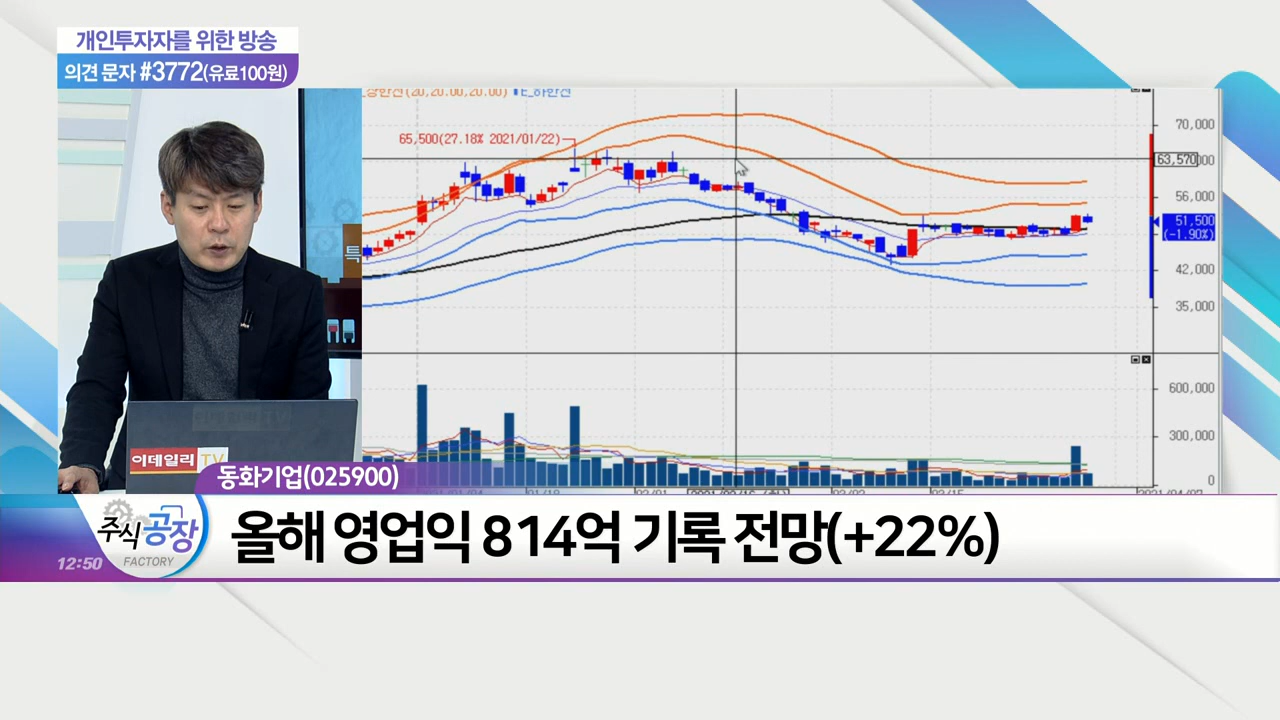 개인투자자를 위한 방송
의견 문자 #3772(유료100원)
65,500(27.18% 2021/01/22)
70,000
63,570
56,000
51,500
(-1.90%)
42,000
35,000
600,000
300,000
0
특
이데일리 TV
동화기업(025900)
주식공장
FACTORY
12:50
올해 영업익 814억 기록 전망(+22%)